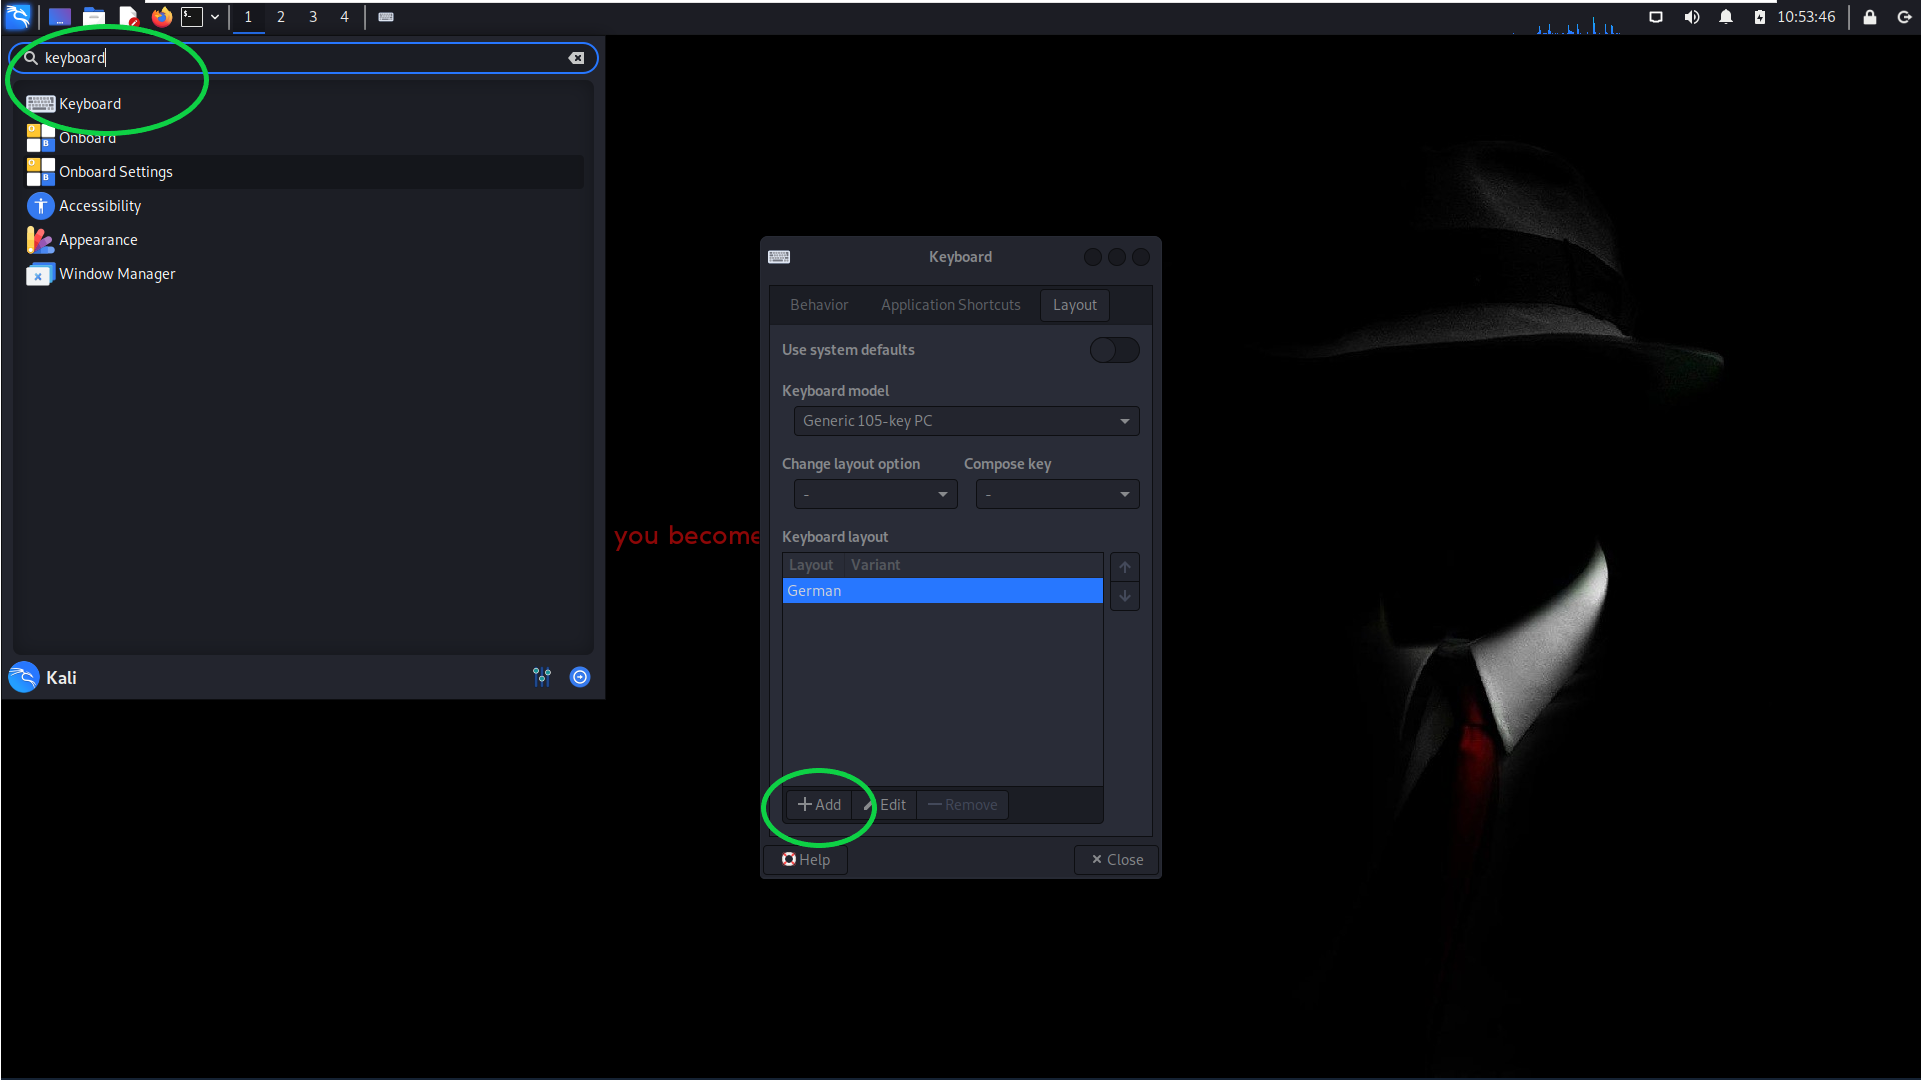 1 2 3 4
10:53:46
keyboard
Keyboard
Onboard
Onboard Settings
Accessibility
Appearance
Window Manager
Kali
you become
Keyboard
Behavior Application Shortcuts Layout
Use system defaults
Keyboard model
Generic 105-key PC
Change layout option Compose key
- -
Keyboard layout
Layout Variant
German
Add Edit Remove
Help Close